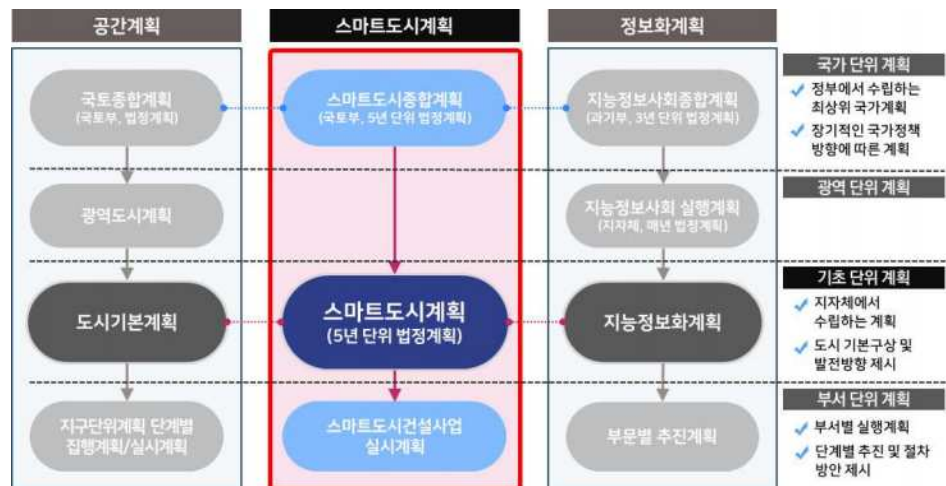 공간계획
스마트도시계획
정보화계획
국토종합계획
(국토부, 법정계획)
스마트도시종합계획
(국토부, 5년 단위 법정계획)
지능정보사회종합계획
(과기부, 3년 단위 법정계획)
국가 단위 계획
정부에서 수립하는
최상위 국가계획
장기적인 국가정책
방향에 따른 계획
광역도시계획
지능정보사회 실행계획
(지자체, 매년 법정계획)
광역 단위 계획
도시기본계획
스마트도시계획
(5년 단위 법정계획)
지능정보화계획
기초 단위 계획
지자체에서
수립하는 계획
도시 기본구상 및
발전방향 제시
지구단위계획 단계별
집행계획/실시계획
스마트도시건설사업
실시계획
부문별 추진계획
부서 단위 계획
부서별 실행계획
단계별 추진 및 절차
방안 제시